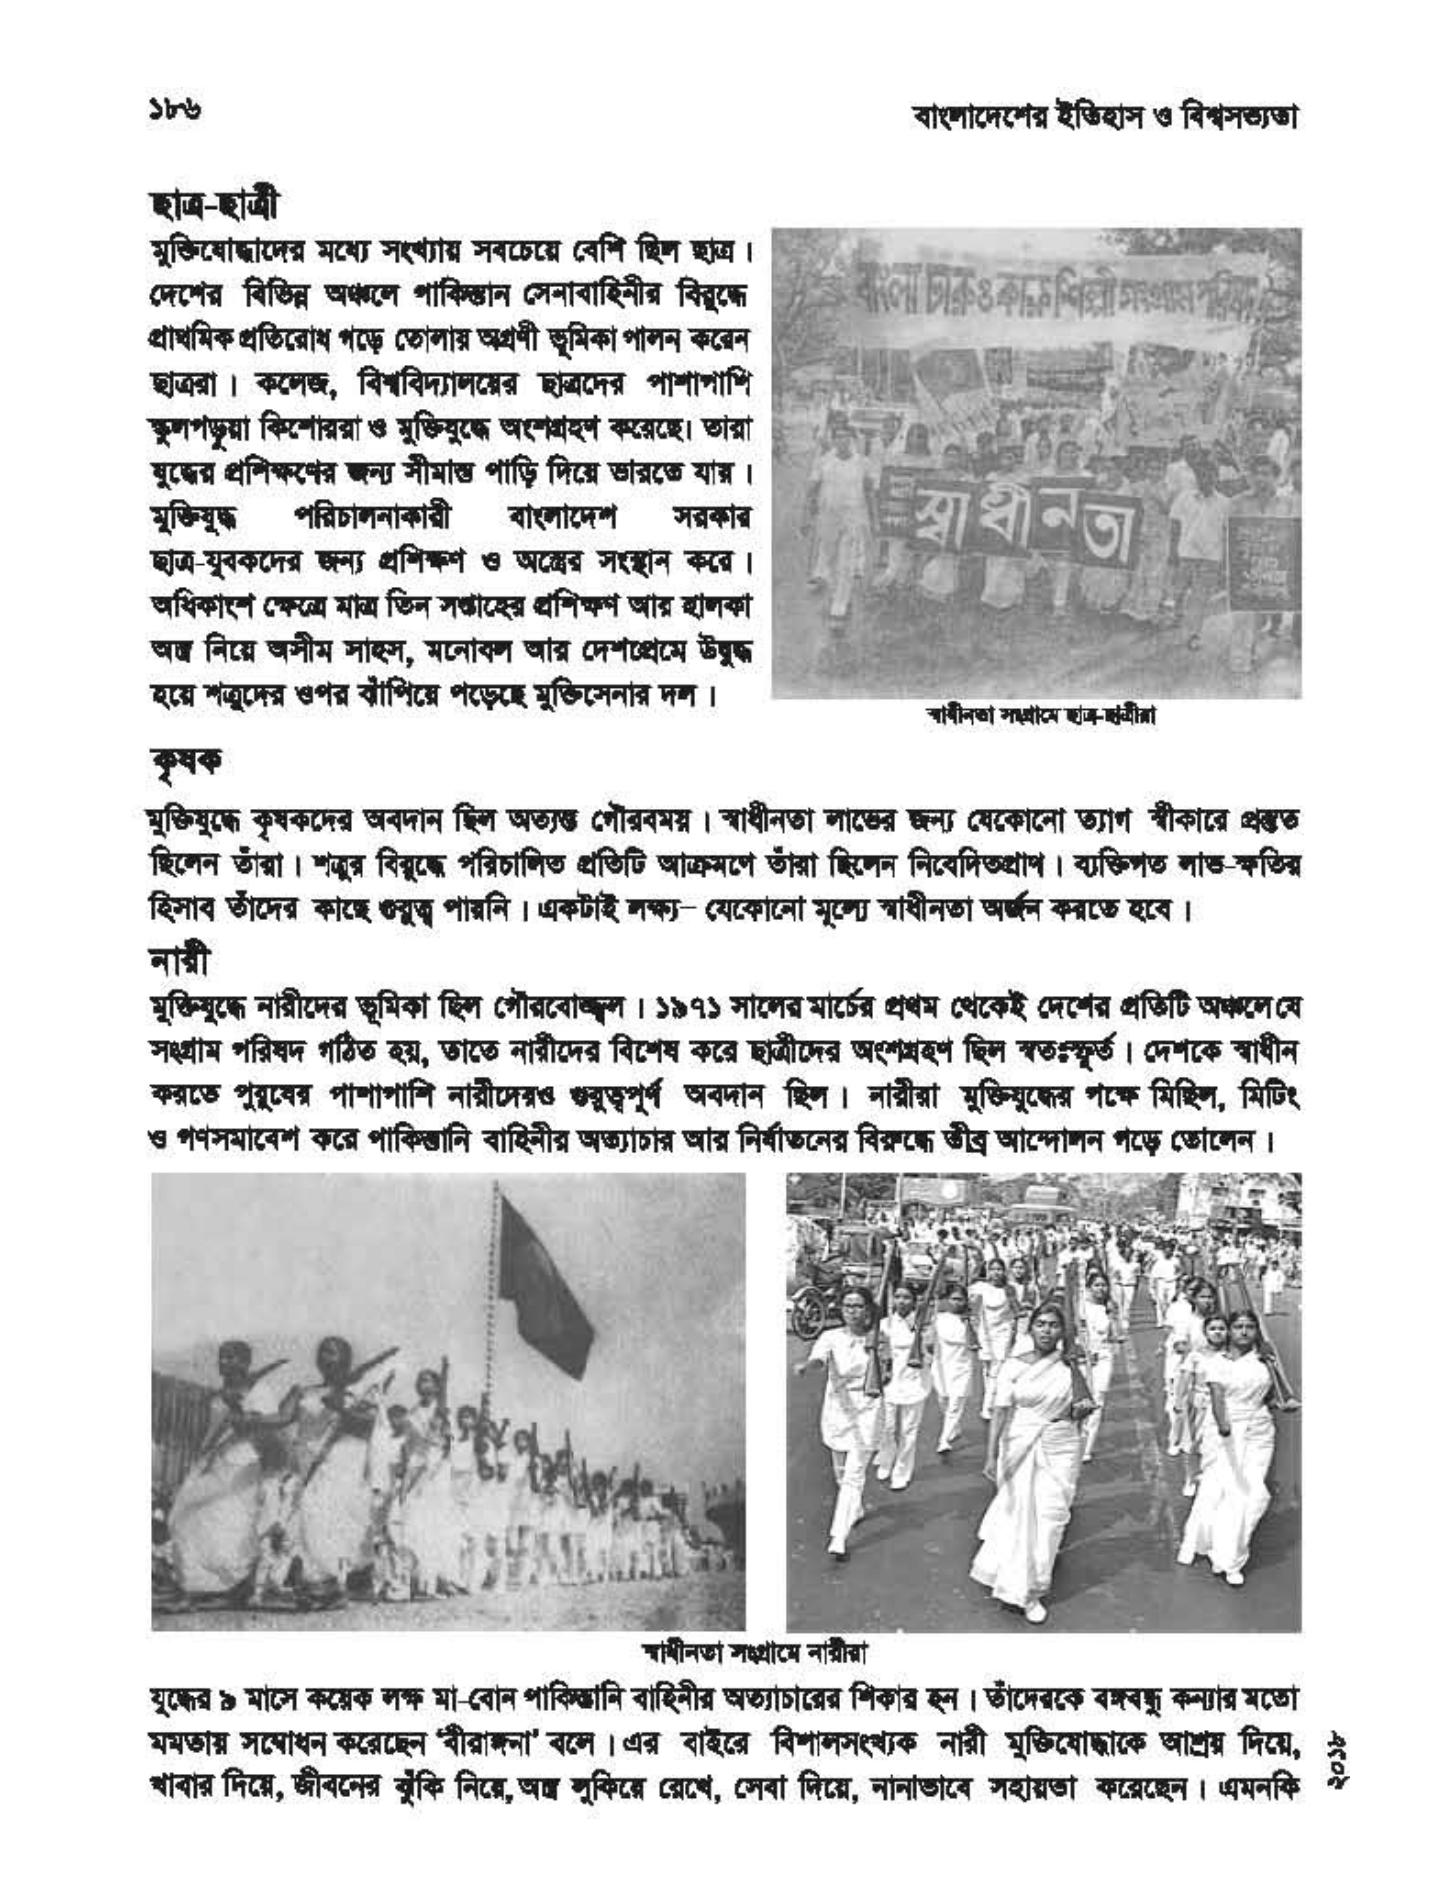 ১৮৬
বাংলাদেশের ইতিহাস ও বিশ্বসভ্যতা
ছাত্র-ছাত্রী
মুক্তিযোদ্ধাদের মধ্যে সংখ্যায় সবচেয়ে বেশি ছিল ছাত্র।
দেশের বিভিন্ন অঞ্চলে পাকিস্তান সেনাবাহিনীর বিরুদ্ধে
প্রাথমিক প্রতিরোধ গড়ে তোলায় অগ্রণী ভূমিকা পালন করেন
ছাত্ররা। কলেজ, বিশ্ববিদ্যালয়ের ছাত্রদের পাশাপাশি
স্কুলপড়ুয়া কিশোররা ও মুক্তিযুদ্ধে অংশগ্রহণ করেছে। তারা
যুদ্ধের প্রশিক্ষণের জন্য সীমান্ত পাড়ি দিয়ে ভারতে যায়।
মুক্তিযুদ্ধ পরিচালনাকারী বাংলাদেশ সরকার
ছাত্র-যুবকদের জন্য প্রশিক্ষণ ও অস্ত্রের সংস্থান করে।
অধিকাংশ ক্ষেত্রে মাত্র তিন সপ্তাহের প্রশিক্ষণ আর হালকা
অস্ত্র নিয়ে অসীম সাহস, মনোবল আর দেশপ্রেমে উদ্বুদ্ধ
হয়ে শত্রুদের ওপর ঝাঁপিয়ে পড়েছে মুক্তিসেনার দল।
বাংলা চারু ও কারু শিল্পী সংগ্রাম পরিষদ
স্বাধীনতা
স্বাধীনতা সংগ্রামে ছাত্র-ছাত্রীরা
কৃষক
মুক্তিযুদ্ধে কৃষকদের অবদান ছিল অত্যন্ত গৌরবময়। স্বাধীনতা লাভের জন্য যেকোনো ত্যাগ স্বীকারে প্রস্তুত
ছিলেন তাঁরা। শত্রুর বিরুদ্ধে পরিচালিত প্রতিটি আক্রমণে তাঁরা ছিলেন নিবেদিতপ্রাণ। ব্যক্তিগত লাভ-ক্ষতির
হিসাব তাঁদের কাছে গুরুত্ব পায়নি। একটাই লক্ষ্য– যেকোনো মূল্যে স্বাধীনতা অর্জন করতে হবে।
নারী
মুক্তিযুদ্ধে নারীদের ভূমিকা ছিল গৌরবোজ্জ্বল। ১৯৭১ সালের মার্চের প্রথম থেকেই দেশের প্রতিটি অঞ্চলে যে
সংগ্রাম পরিষদ গঠিত হয়, তাতে নারীদের বিশেষ করে ছাত্রীদের অংশগ্রহণ ছিল স্বতঃস্ফূর্ত। দেশকে স্বাধীন
করতে পুরুষের পাশাপাশি নারীদেরও গুরুত্বপূর্ণ অবদান ছিল। নারীরা মুক্তিযুদ্ধের পক্ষে মিছিল, মিটিং
ও গণসমাবেশ করে পাকিস্তানি বাহিনীর অত্যাচার আর নির্যাতনের বিরুদ্ধে তীব্র আন্দোলন গড়ে তোলেন।
স্বাধীনতা সংগ্রামে নারীরা
যুদ্ধের ৯ মাসে কয়েক লক্ষ মা-বোন পাকিস্তানি বাহিনীর অত্যাচারের শিকার হন। তাঁদেরকে বঙ্গবন্ধু কন্যার মতো
মমতায় সম্বোধন করেছেন ‘বীরাঙ্গনা’ বলে। এর বাইরে বিশালসংখ্যক নারী মুক্তিযোদ্ধাকে আশ্রয় দিয়ে,
খাবার দিয়ে, জীবনের ঝুঁকি নিয়ে, অস্ত্র লুকিয়ে রেখে, সেবা দিয়ে, নানাভাবে সহায়তা করেছেন। এমনকি
২০১৮